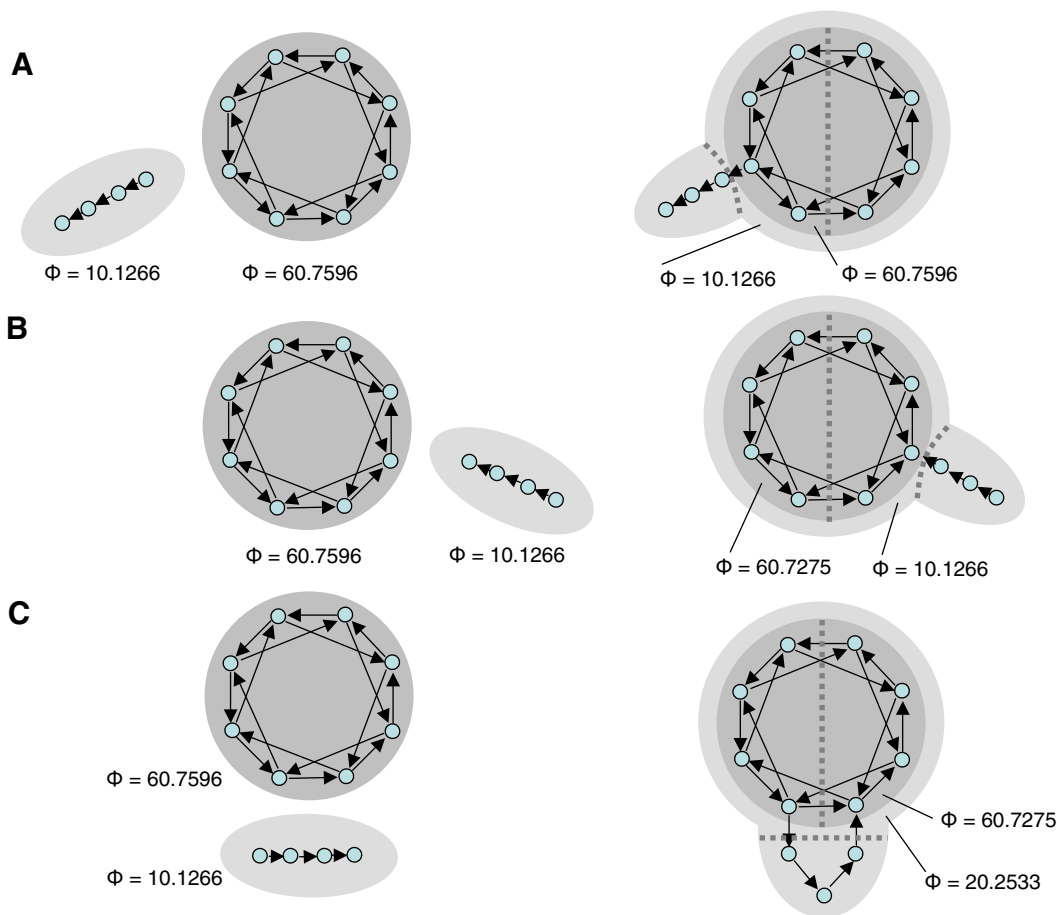 A
Φ = 10.1266
Φ = 60.7596
Φ = 10.1266
Φ = 60.7596
B
Φ = 60.7596
Φ = 10.1266
Φ = 60.7275
Φ = 10.1266
C
Φ = 60.7596
Φ = 10.1266
Φ = 60.7275
Φ = 20.2533